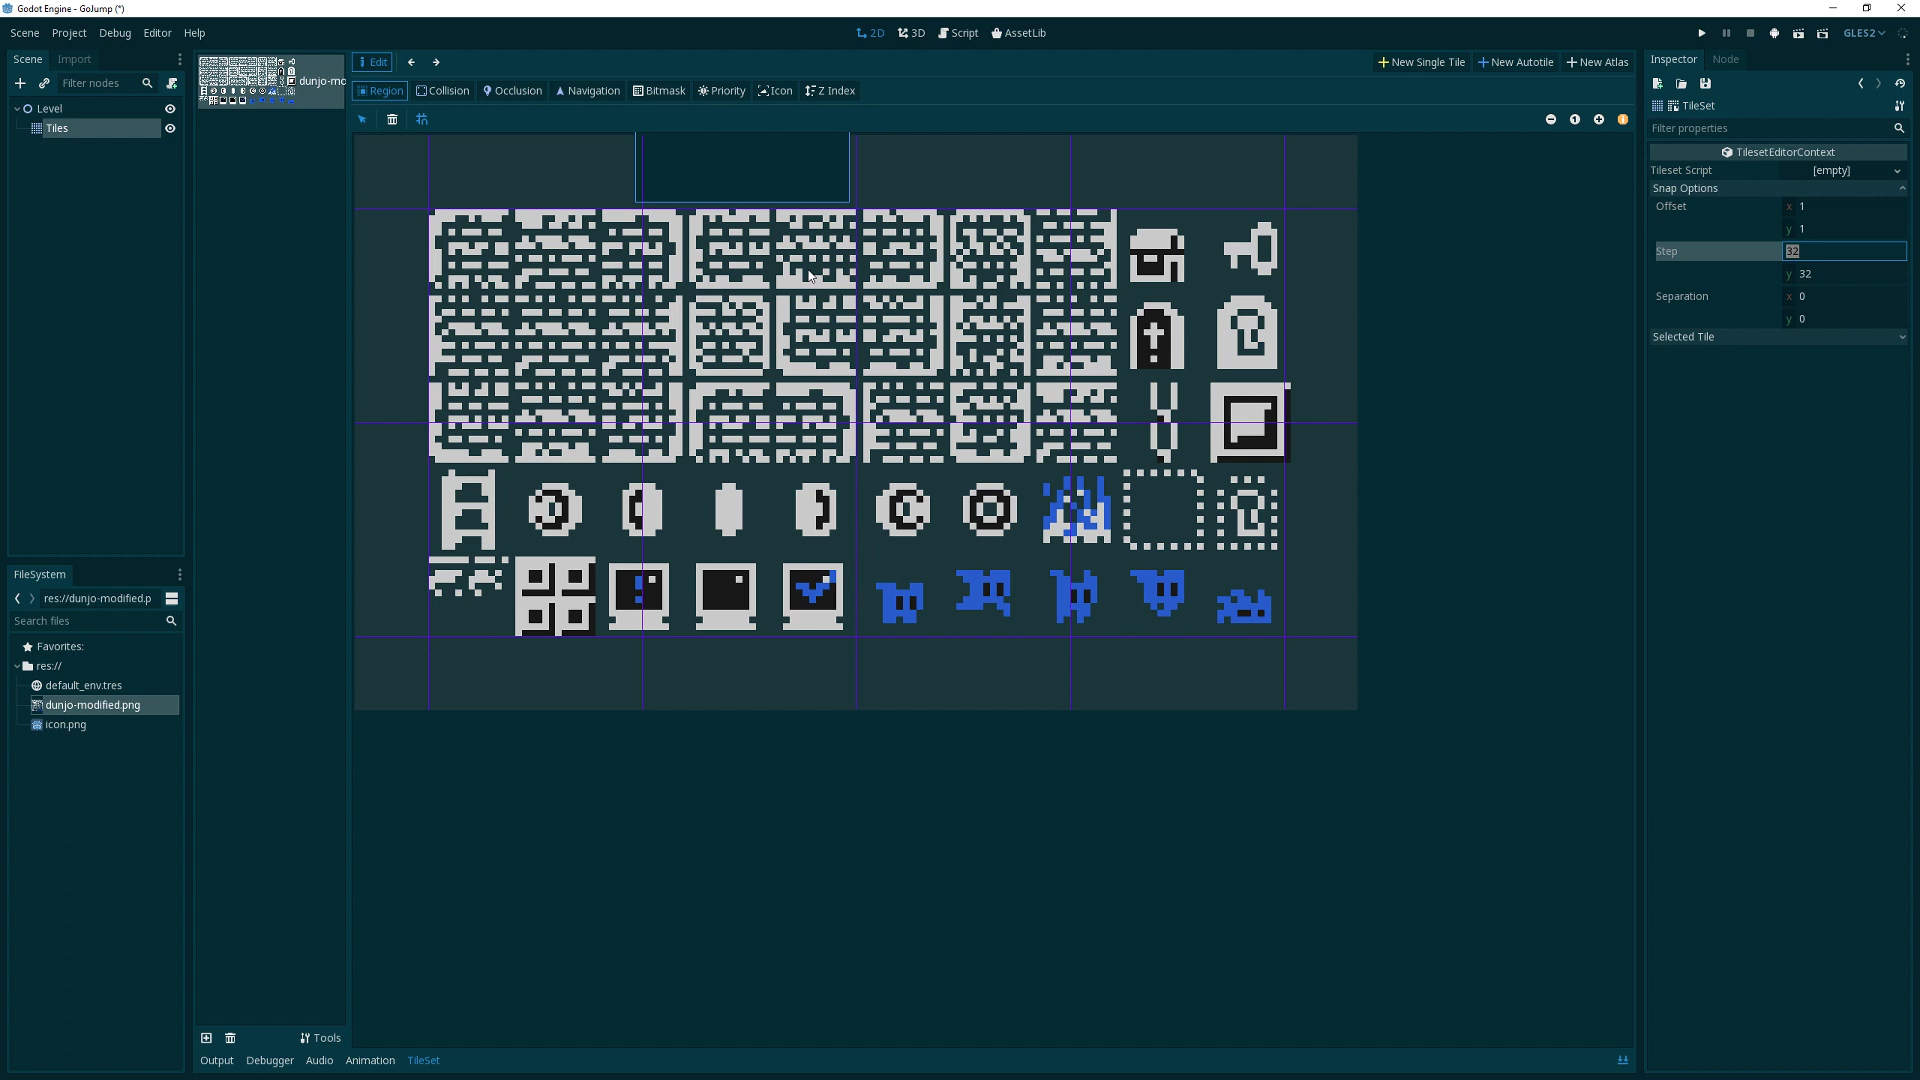 Godot Engine - GoJump (*)
Scene Project Debug Editor Help
2D 3D Script AssetLib
GLES2
Scene Import
Filter nodes
Level
Tiles
FileSystem
res://dunjo-modified.p
Search files
Favorites:
res://
default_env.tres
dunjo-modified.png
icon.png
dunjo-mo
Edit
New Single Tile New Autotile New Atlas
Region Collision Occlusion Navigation Bitmask Priority Icon Z Index
Tools
Output Debugger Audio Animation TileSet
Inspector Node
TileSet
Filter properties
TilesetEditorContext
Tileset Script [empty]
Snap Options
Offset x 1
y 1
Step 32
y 32
Separation x 0
y 0
Selected Tile